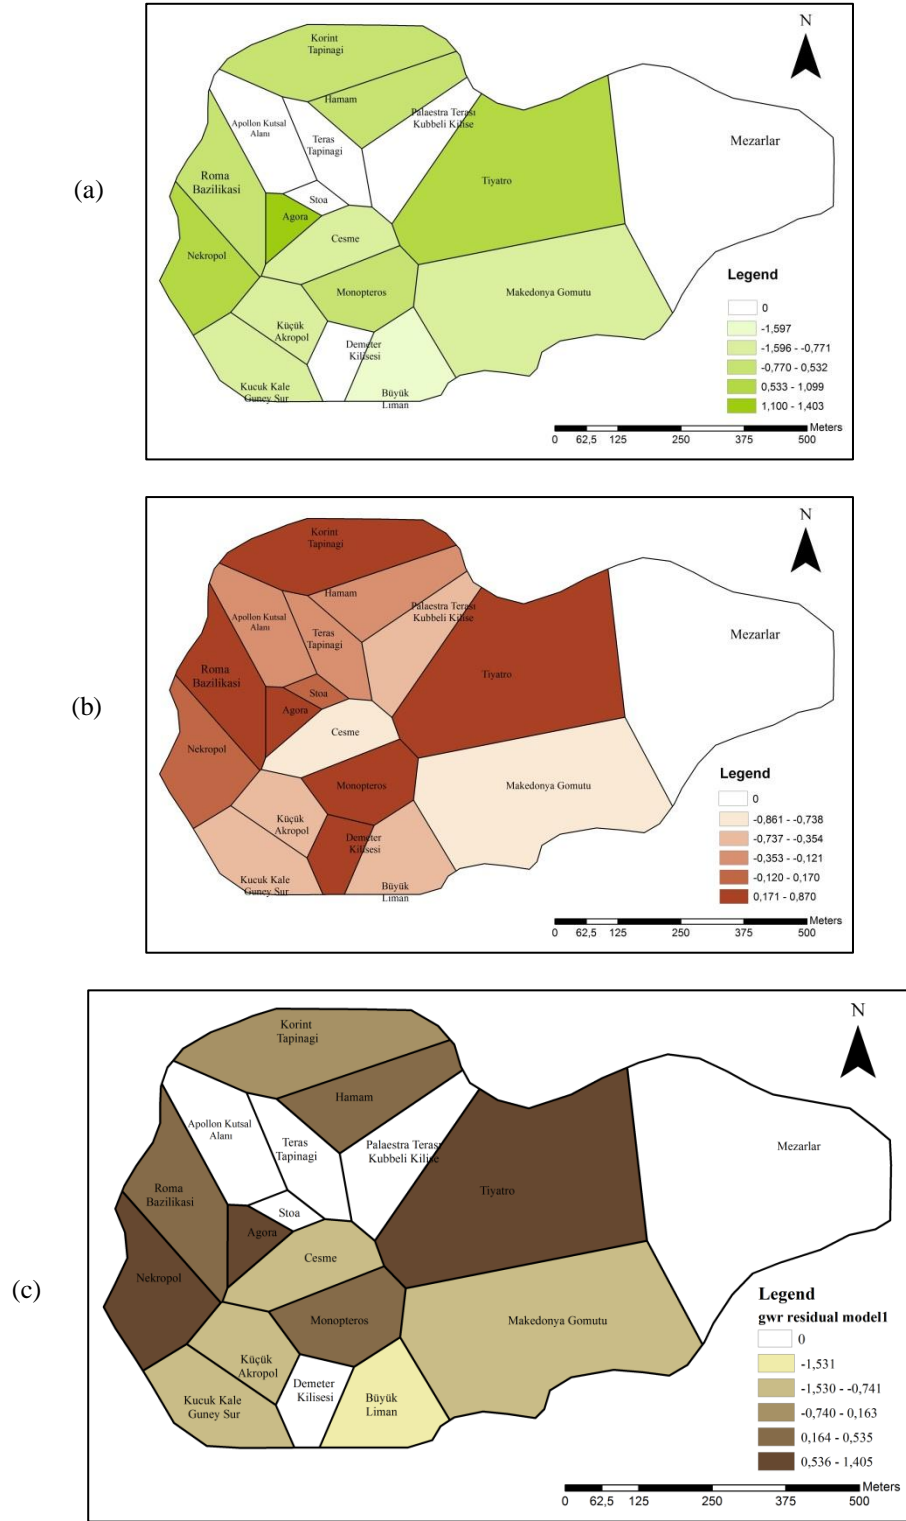 (a)
N
Korint
Tapinagi
Hamam
Palaestra Terası
Kubbeli Kilise
Apollon Kutsal
Alanı
Teras
Tapinagi
Mezarlar
Roma
Bazilikasi
Tiyatro
Stoa
Agora
Cesme
Nekropol
Monopteros
Makedonya Gomutu
Küçük
Akropol
Demeter
Kilisesi
Kucuk Kale
Guney Sur
Büyük
Liman
Legend
0
-1,597
-1,596 - -0,771
-0,770 - 0,532
0,533 - 1,099
1,100 - 1,403
Meters
0 62,5 125 250 375 500
(b)
N
Korint
Tapinagi
Hamam
Palaestra Terası
Kubbeli Kilise
Apollon Kutsal
Alanı
Teras
Tapinagi
Mezarlar
Roma
Bazilikasi
Tiyatro
Stoa
Agora
Cesme
Nekropol
Monopteros
Makedonya Gomutu
Küçük
Akropol
Demeter
Kilisesi
Kucuk Kale
Guney Sur
Büyük
Liman
Legend
0
-0,861 - -0,738
-0,737 - -0,354
-0,353 - -0,121
-0,120 - 0,170
0,171 - 0,870
Meters
0 62,5 125 250 375 500
(c)
N
Korint
Tapinagi
Hamam
Apollon Kutsal
Alanı
Teras
Tapinagi
Palaestra Terası
Kubbeli Kilise
Mezarlar
Roma
Bazilikasi
Tiyatro
Stoa
Agora
Cesme
Nekropol
Monopteros
Makedonya Gomutu
Küçük
Akropol
Demeter
Kilisesi
Kucuk Kale
Guney Sur
Büyük
Liman
Legend
gwr residual model1
0
-1,531
-1,530 - -0,741
-0,740 - 0,163
0,164 - 0,535
0,536 - 1,405
Meters
0 62,5 125 250 375 500